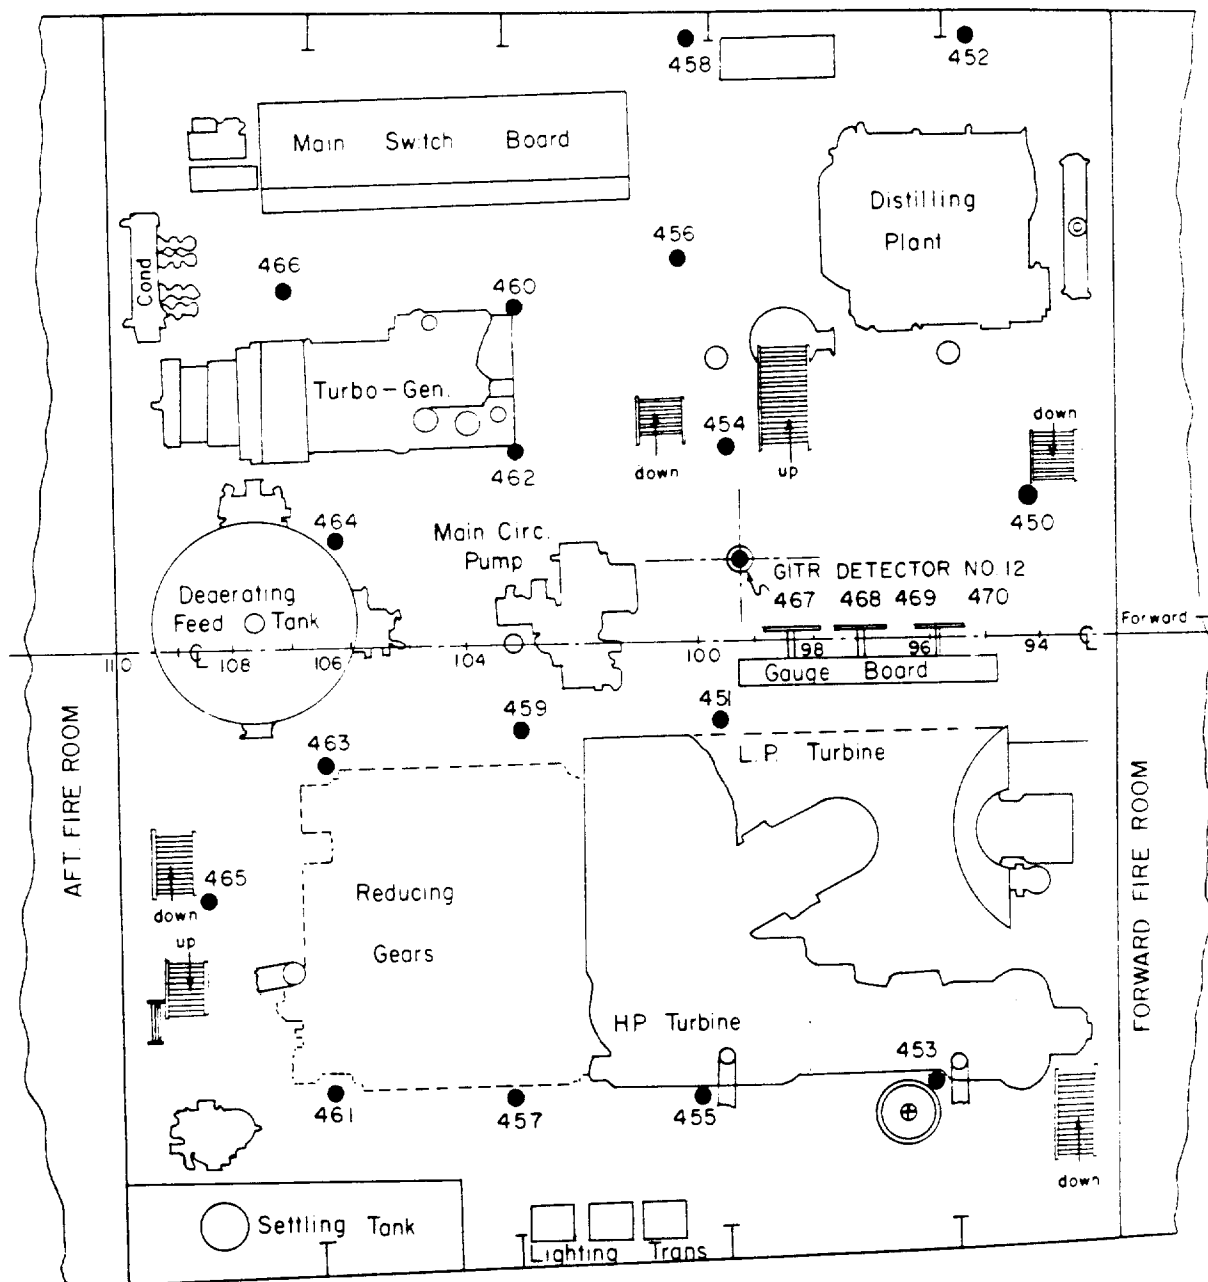 458
452
Main Switch Board
Distilling
Plant
456
466
Cond
460
Turbo-Gen.
454
down
down
up
462
450
464
Main Circ.
Pump
GITR DETECTOR NO. 12
467 468 469 470
Deaerating
Feed Tank
Forward
110 ℄ 108 106 104 100 98 96 94 ℄
Gauge Board
459
451
463
L.P. Turbine
AFT. FIRE ROOM
FORWARD FIRE ROOM
465
down
up
Reducing
Gears
HP Turbine
453
461
457
455
down
Settling Tank
Lighting Trans